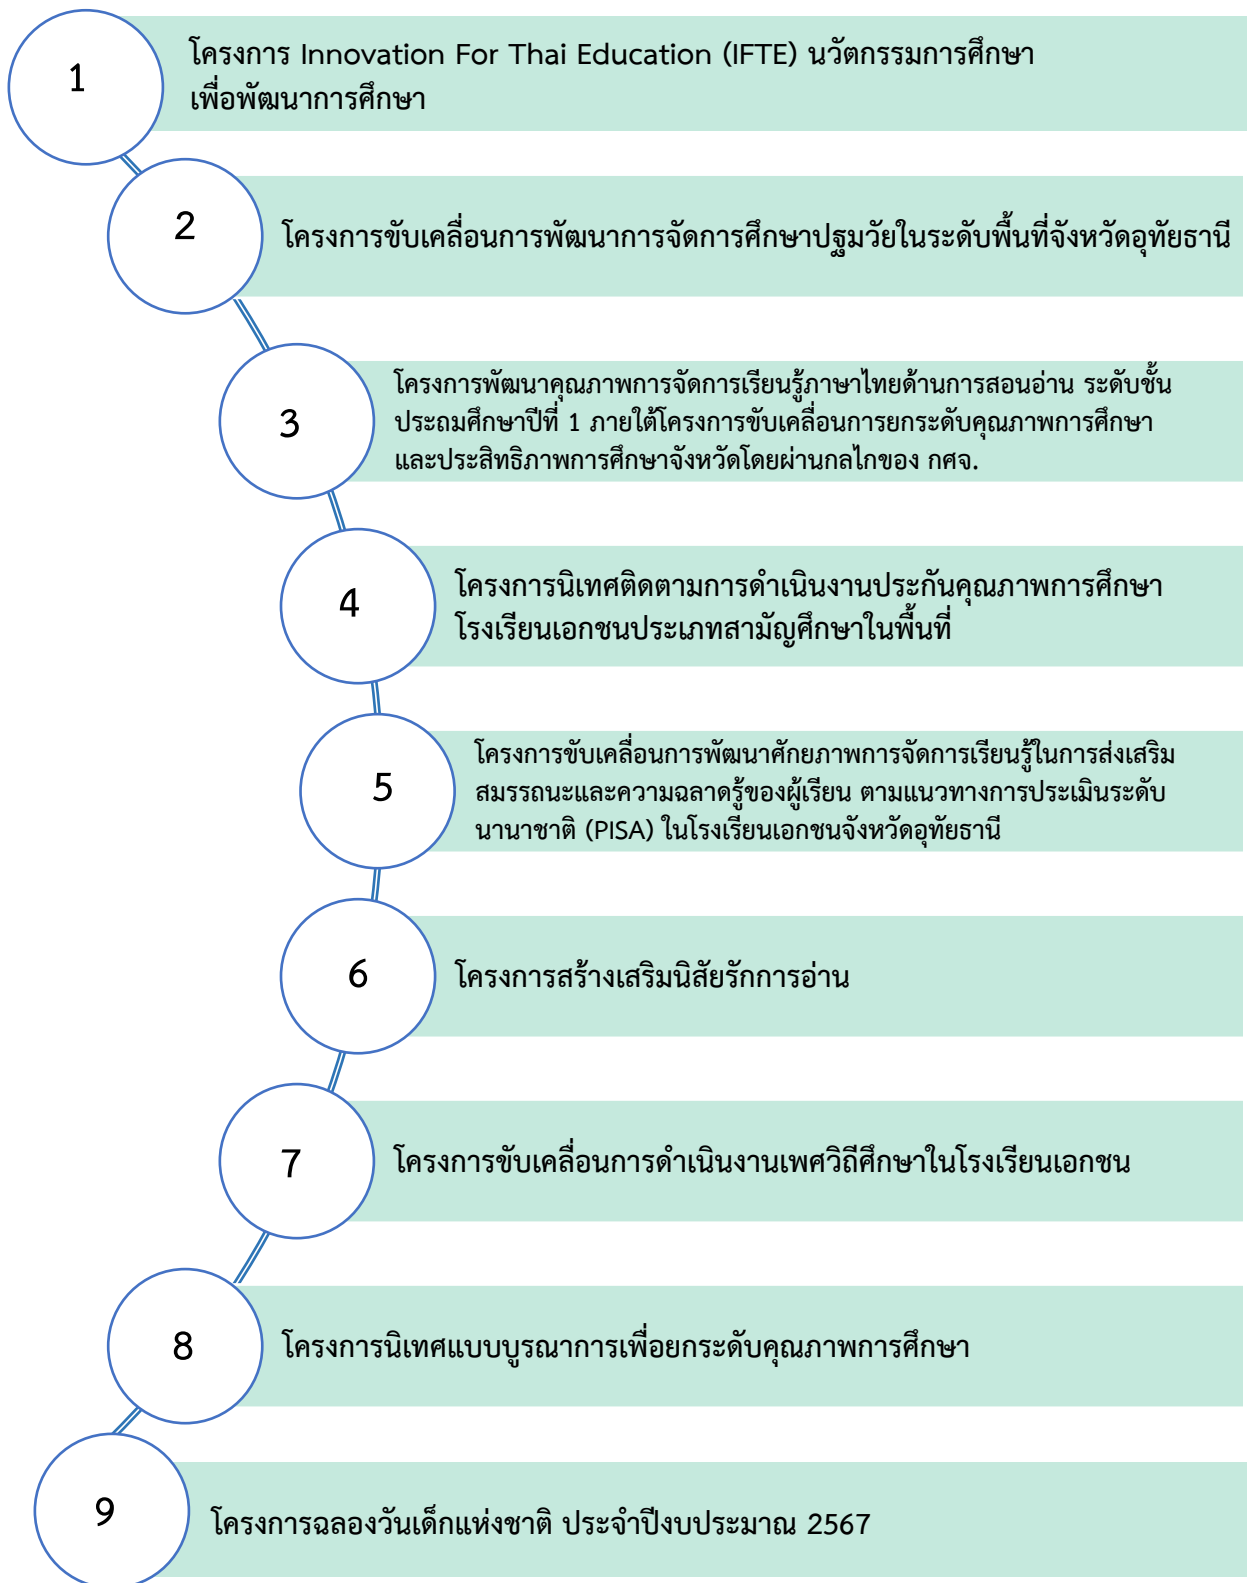 1
โครงการ Innovation For Thai Education (IFTE) นวัตกรรมการศึกษา
เพื่อพัฒนาการศึกษา
2
โครงการขับเคลื่อนการพัฒนาการจัดการศึกษาปฐมวัยในระดับพื้นที่จังหวัดอุทัยธานี
3
โครงการพัฒนาคุณภาพการจัดการเรียนรู้ภาษาไทยด้านการสอนอ่าน ระดับชั้น
ประถมศึกษาปีที่ 1 ภายใต้โครงการขับเคลื่อนการยกระดับคุณภาพการศึกษา
และประสิทธิภาพการศึกษาจังหวัดโดยผ่านกลไกของ กศจ.
4
โครงการนิเทศติดตามการดำเนินงานประกันคุณภาพการศึกษา
โรงเรียนเอกชนประเภทสามัญศึกษาในพื้นที่
5
โครงการขับเคลื่อนการพัฒนาศักยภาพการจัดการเรียนรู้ในการส่งเสริม
สมรรถนะและความฉลาดรู้ของผู้เรียน ตามแนวทางการประเมินระดับ
นานาชาติ (PISA) ในโรงเรียนเอกชนจังหวัดอุทัยธานี
6
โครงการสร้างเสริมนิสัยรักการอ่าน
7
โครงการขับเคลื่อนการดำเนินงานเพศวิถีศึกษาในโรงเรียนเอกชน
8
โครงการนิเทศแบบบูรณาการเพื่อยกระดับคุณภาพการศึกษา
9
โครงการฉลองวันเด็กแห่งชาติ ประจำปีงบประมาณ 2567